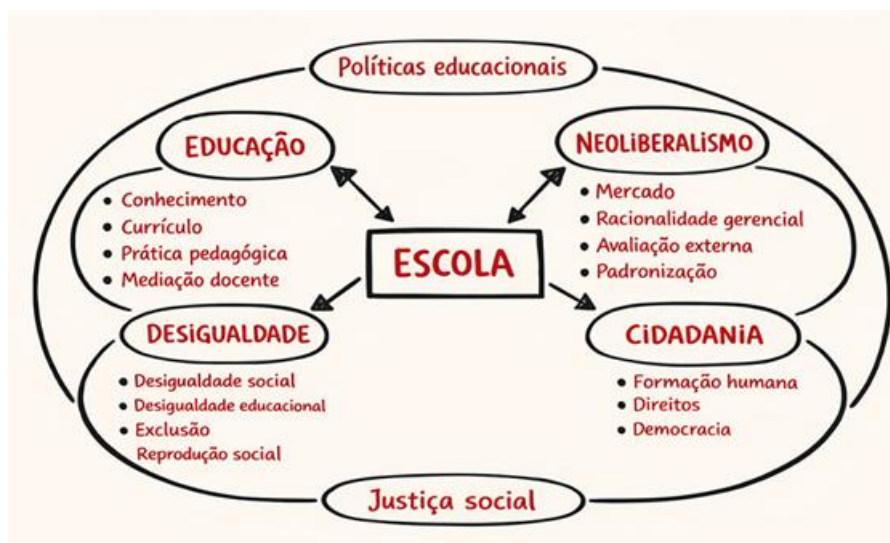 Políticas educacionais
EDUCAÇÃO
• Conhecimento
• Currículo
• Prática pedagógica
• Mediação docente
NEOLIBERALISMO
• Mercado
• Racionalidade gerencial
• Avaliação externa
• Padronização
ESCOLA
DESIGUALDADE
• Desigualdade social
• Desigualdade educacional
• Exclusão
Reprodução social
CIDADANIA
• Formação humana
• Direitos
• Democracia
Justiça social